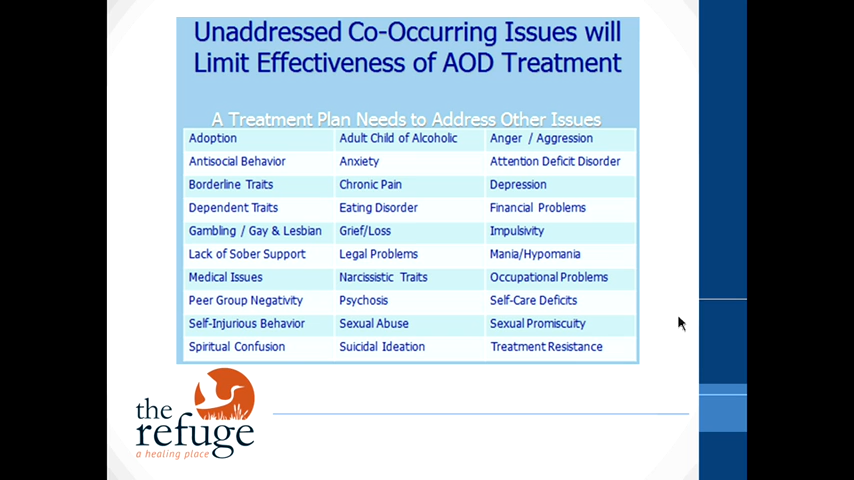 Unaddressed Co-Occurring Issues will
Limit Effectiveness of AOD Treatment
A Treatment Plan Needs to Address Other Issues
Adoption Adult Child of Alcoholic Anger / Aggression
Antisocial Behavior Anxiety Attention Deficit Disorder
Borderline Traits Chronic Pain Depression
Dependent Traits Eating Disorder Financial Problems
Gambling / Gay & Lesbian Grief/Loss Impulsivity
Lack of Sober Support Legal Problems Mania/Hypomania
Medical Issues Narcissistic Traits Occupational Problems
Peer Group Negativity Psychosis Self-Care Deficits
Self-Injurious Behavior Sexual Abuse Sexual Promiscuity
Spiritual Confusion Suicidal Ideation Treatment Resistance
the
refuge
a healing place